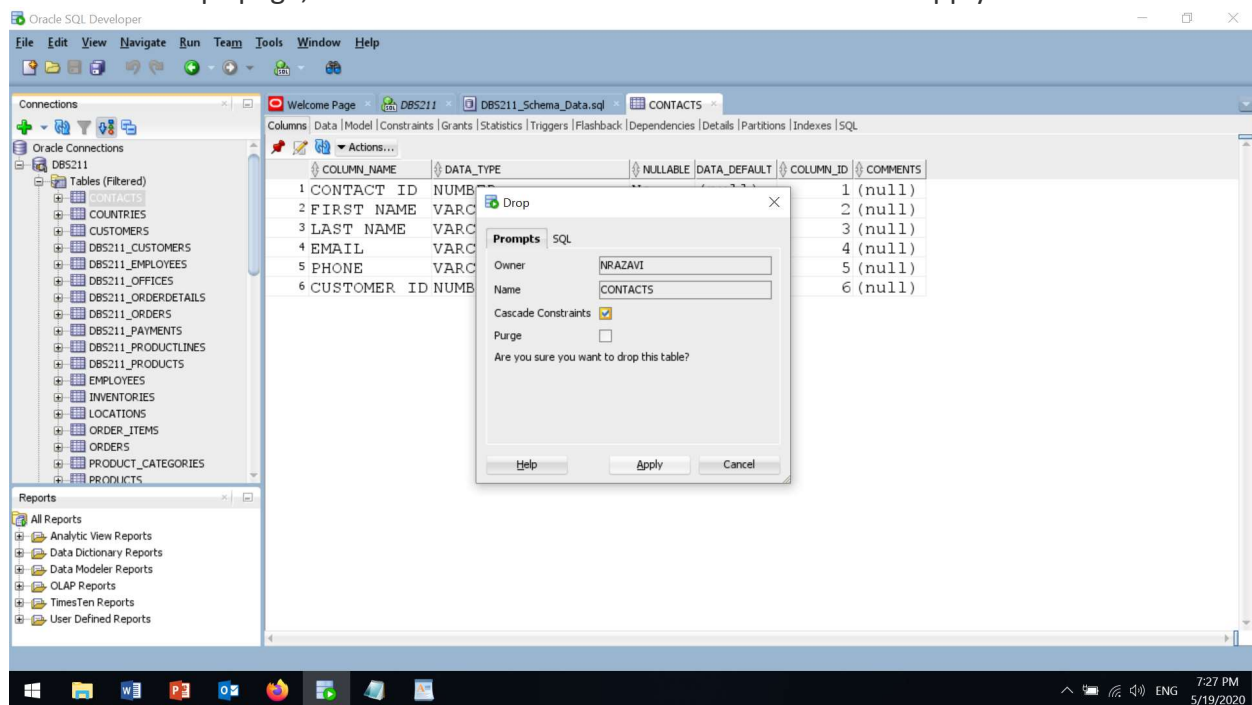 Oracle SQL Developer
File Edit View Navigate Run Team Tools Window Help
Connections
Oracle Connections
DBS211
Tables (Filtered)
CONTACTS
COUNTRIES
CUSTOMERS
DBS211_CUSTOMERS
DBS211_EMPLOYEES
DBS211_OFFICES
DBS211_ORDERDETAILS
DBS211_ORDERS
DBS211_PAYMENTS
DBS211_PRODUCTLINES
DBS211_PRODUCTS
EMPLOYEES
INVENTORIES
LOCATIONS
ORDER_ITEMS
ORDERS
PRODUCT_CATEGORIES
PRODUCTS
Reports
All Reports
Analytic View Reports
Data Dictionary Reports
Data Modeler Reports
OLAP Reports
TimesTen Reports
User Defined Reports
Welcome Page DBS211 DBS211_Schema_Data.sql CONTACTS
Columns Data |Model |Constraints |Grants |Statistics |Triggers |Flashback |Dependencies |Details |Partitions |Indexes |SQL
Actions...
COLUMN_NAME DATA_TYPE NULLABLE DATA_DEFAULT COLUMN_ID COMMENTS
1 CONTACT ID NUMB 1 (null)
2 FIRST NAME VARC 2 (null)
3 LAST NAME VARC 3 (null)
4 EMAIL VARC 4 (null)
5 PHONE VARC 5 (null)
6 CUSTOMER ID NUMB 6 (null)
Drop
Prompts SQL
Owner NRAZAVI
Name CONTACTS
Cascade Constraints
Purge
Are you sure you want to drop this table?
Help Apply Cancel
ENG
7:27 PM
5/19/2020